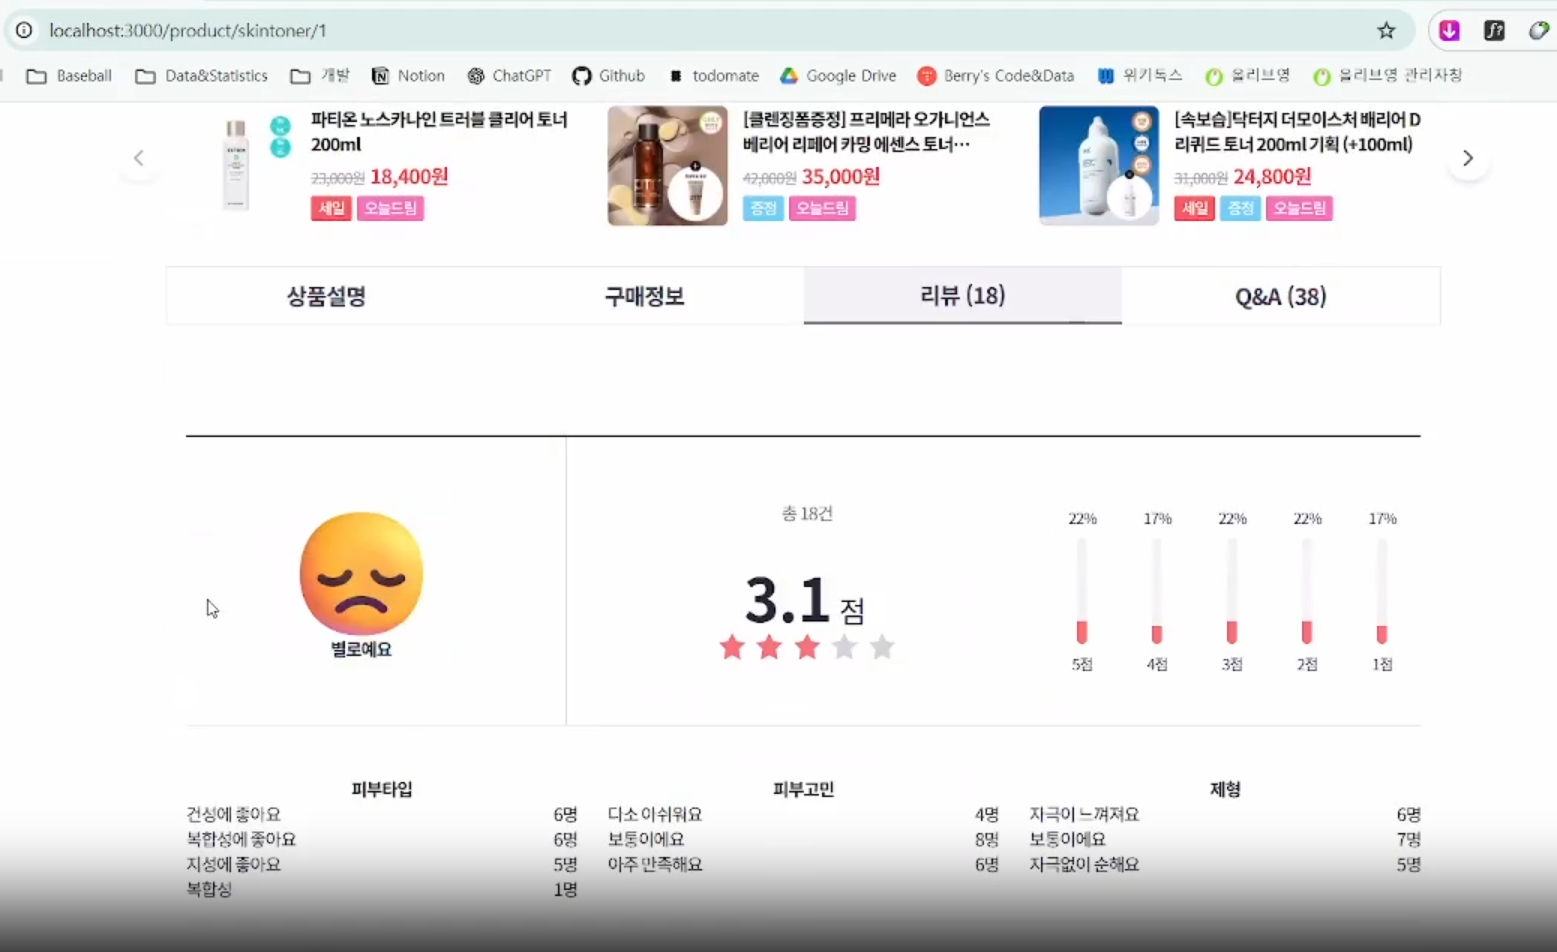 localhost:3000/product/skintoner/1
Baseball Data&Statistics 개발 Notion ChatGPT Github todomate Google Drive Berry's Code&Data 위키독스 올리브영 올리브영 관리자창
파티온 노스카나인 트러블 클리어 토너
200ml
23,000원 18,400원
세일 오늘드림
[클렌징폼증정] 프리메라 오가니언스
베리어 리페어 카밍 에센스 토너…
42,000원 35,000원
증정 오늘드림
[속보습]닥터지 더모이스처 배리어 D
리퀴드 토너 200ml 기획 (+100ml)
31,000원 24,800원
세일 증정 오늘드림
상품설명 구매정보 리뷰 (18) Q&A (38)
별로예요
총 18건
3.1 점
22% 17% 22% 22% 17%
5점 4점 3점 2점 1점
피부타입
건성에 좋아요 6명
복합성에 좋아요 6명
지성에 좋아요 5명
복합성 1명
피부고민
다소 아쉬워요 4명
보통이에요 8명
아주 만족해요 6명
제형
자극이 느껴져요 6명
보통이에요 7명
자극없이 순해요 5명